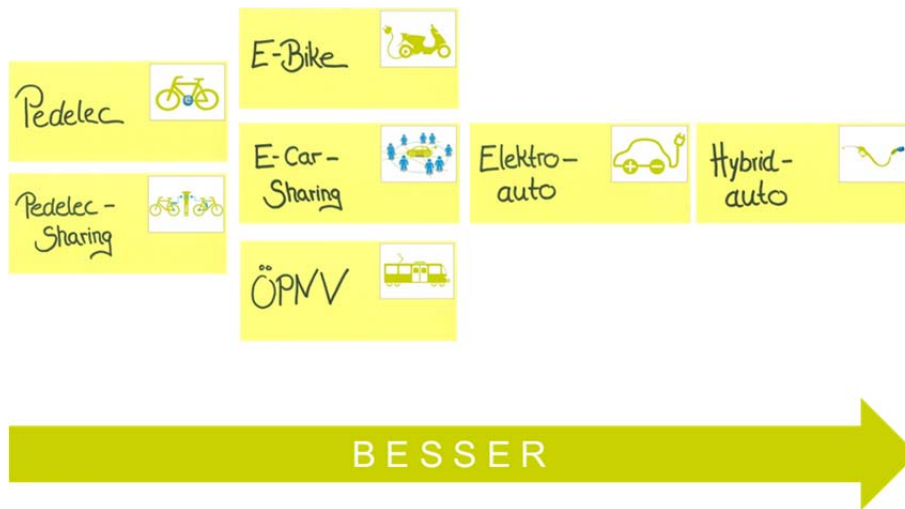 Pedelec
Pedelec-
Sharing
E-Bike
E-Car-
Sharing
ÖPNV
Elektro-
auto
Hybrid-
auto
BESSER